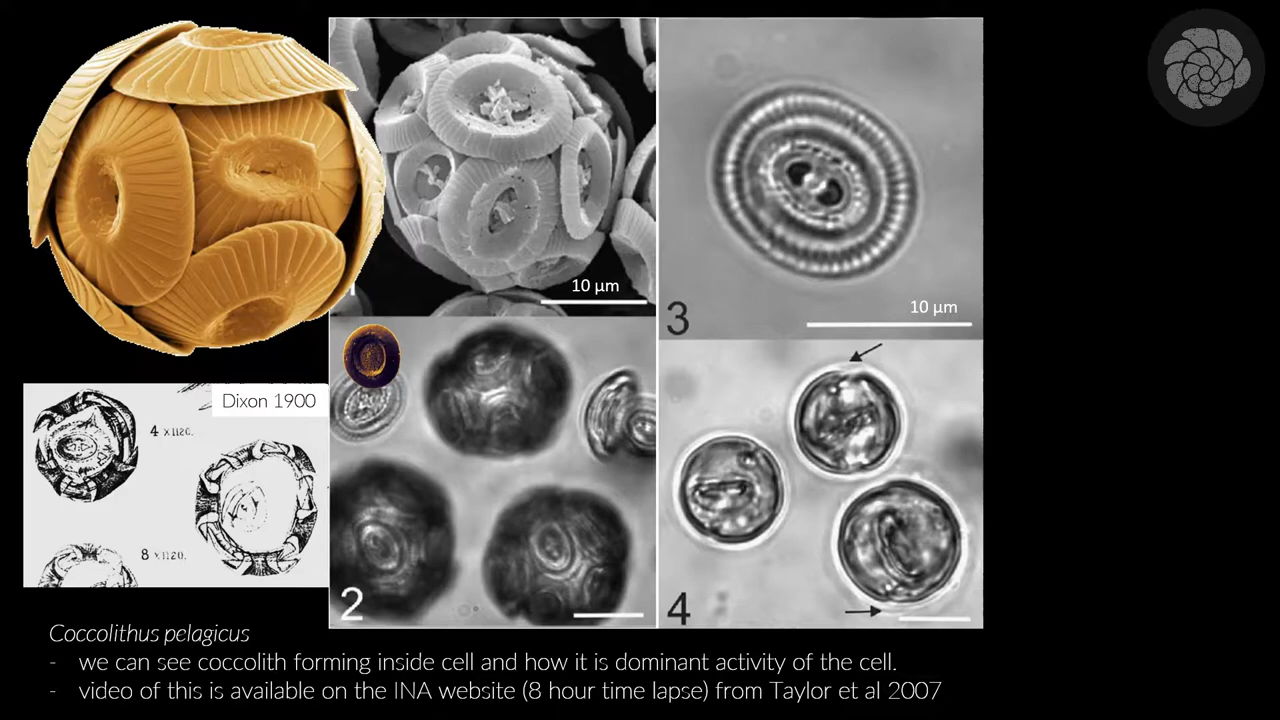 10 µm
3
10 µm
Dixon 1900
4 x1120.
8 x1120.
2
4
Coccolithus pelagicus
- we can see coccolith forming inside cell and how it is dominant activity of the cell.
- video of this is available on the INA website (8 hour time lapse) from Taylor et al 2007